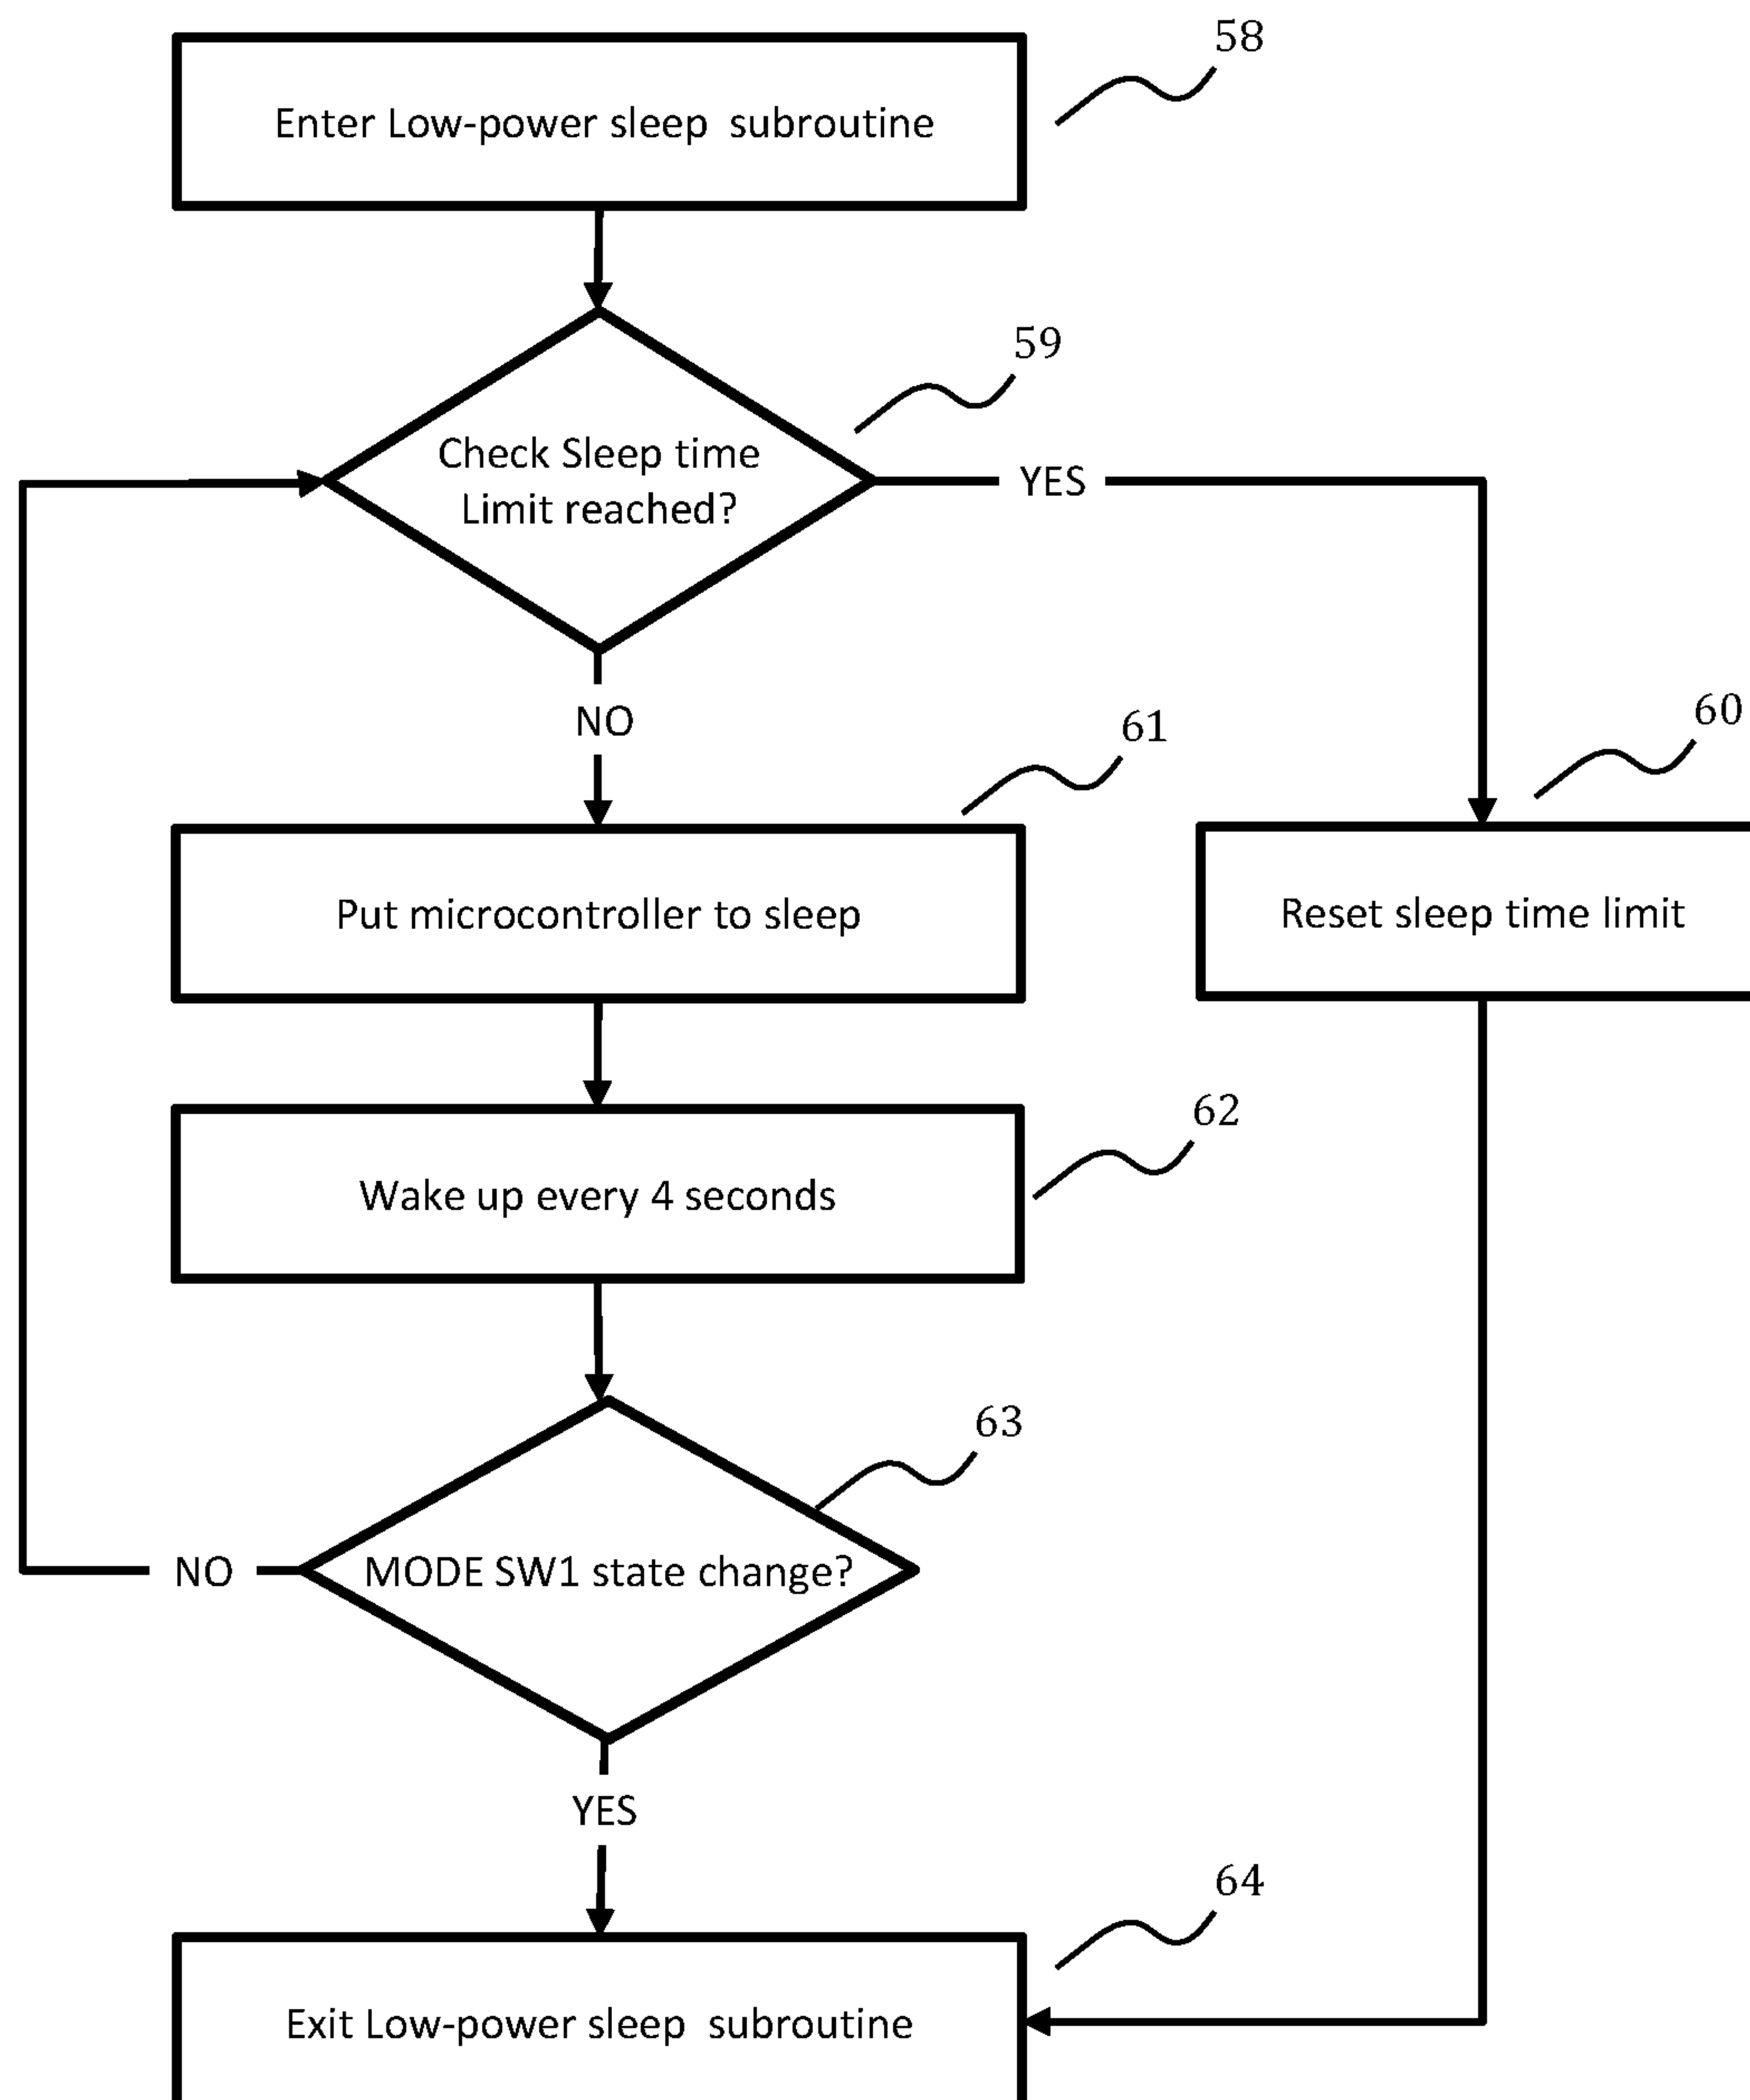 58
Enter Low-power sleep subroutine
59
Check Sleep time
Limit reached?
YES
NO
61
60
Put microcontroller to sleep
Reset sleep time limit
62
Wake up every 4 seconds
63
MODE SW1 state change?
NO
YES
64
Exit Low-power sleep subroutine